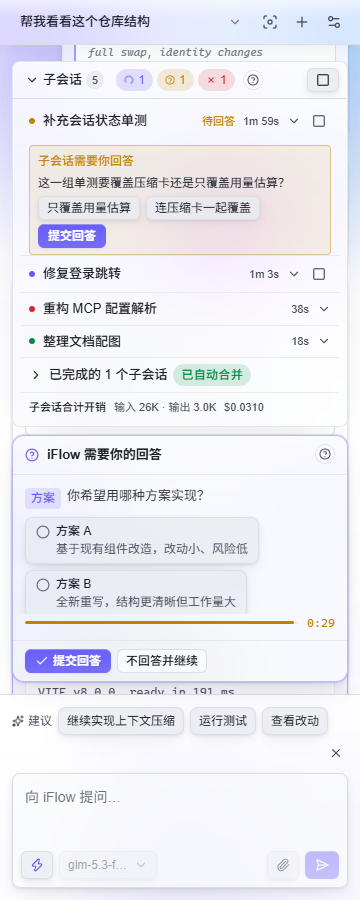 帮我看看这个仓库结构
full swap, identity changes
子会话 5 1 1 1
补充会话状态单测 待回答 1m 59s
子会话需要你回答
这一组单测要覆盖压缩卡还是只覆盖用量估算？
只覆盖用量估算 连压缩卡一起覆盖
提交回答
修复登录跳转 1m 3s
重构 MCP 配置解析 38s
整理文档配图 18s
已完成的 1 个子会话 已自动合并
子会话合计开销 输入 26K · 输出 3.0K $0.0310
iFlow 需要你的回答
方案 你希望用哪种方案实现？
方案 A
基于现有组件改造，改动小、风险低
方案 B
全新重写，结构更清晰但工作量大
0:29
提交回答 不回答并继续
VITE v8.0.0 ready in 191 ms
建议 继续实现上下文压缩 运行测试 查看改动
向 iFlow 提问…
glm-5.3-f…